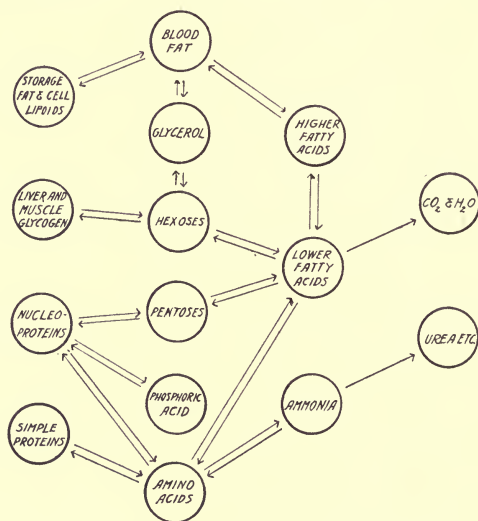 BLOOD
FAT
STORAGE
FAT & CELL
LIPOIDS
GLYCEROL
HIGHER
FATTY
ACIDS
LIVER AND
MUSCLE
GLYCOGEN
HEXOSES
CO2 & H2O
LOWER
FATTY
ACIDS
NUCLEO-
PROTEINS
PENTOSES
UREA ETC.
PHOSPHORIC
ACID
AMMONIA
SIMPLE
PROTEINS
AMINO
ACIDS